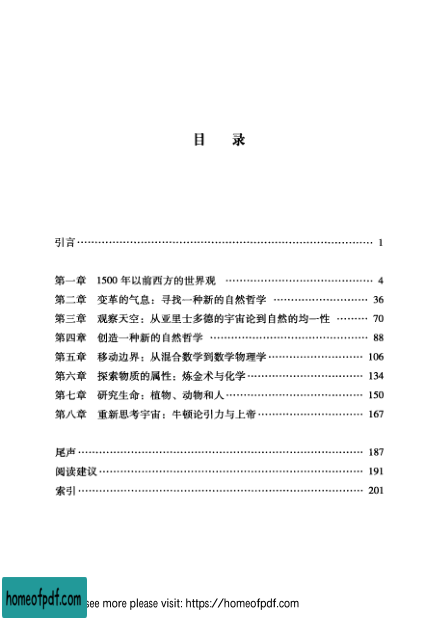 目 录
引言 1
第一章 1500 年以前西方的世界观 4
第二章 变革的气息：寻找一种新的自然哲学 36
第三章 观察天空：从亚里士多德的宇宙论到自然的均一性 70
第四章 创造一种新的自然哲学 88
第五章 移动边界：从混合数学到数学物理学 106
第六章 探索物质的属性：炼金术与化学 134
第七章 研究生命：植物、动物和人 150
第八章 重新思考宇宙：牛顿论引力与上帝 167
尾声 187
阅读建议 191
索引 201
homeofpdf.com
see more please visit: https://homeofpdf.com